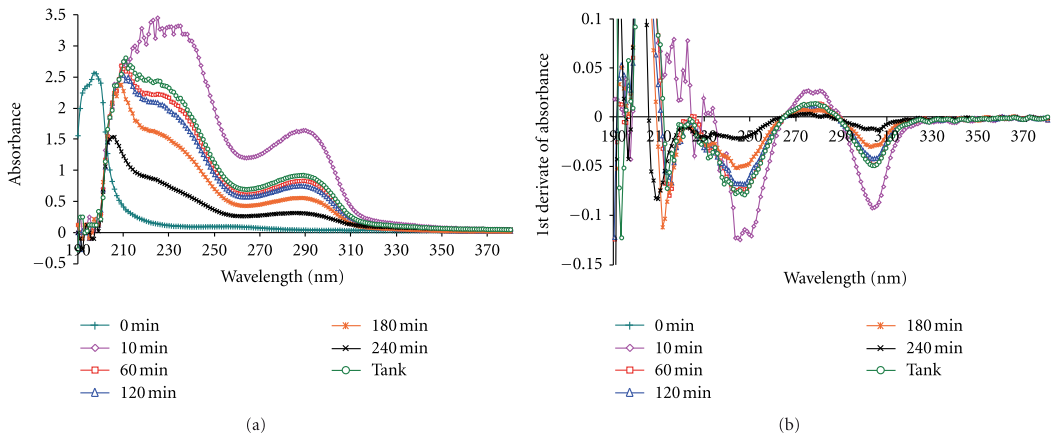 3.5
3
2.5
2
1.5
1
0.5
0
−0.5
Absorbance
190 210 230 250 270 290 310 330 350 370
Wavelength (nm)
0 min
10 min
60 min
120 min
180 min
240 min
Tank
(a)
0.1
0.05
0
−0.05
−0.1
−0.15
1st derivate of absorbance
190 210 230 250 270 290 310 330 350 370
Wavelength (nm)
0 min
10 min
60 min
120 min
180 min
240 min
Tank
(b)